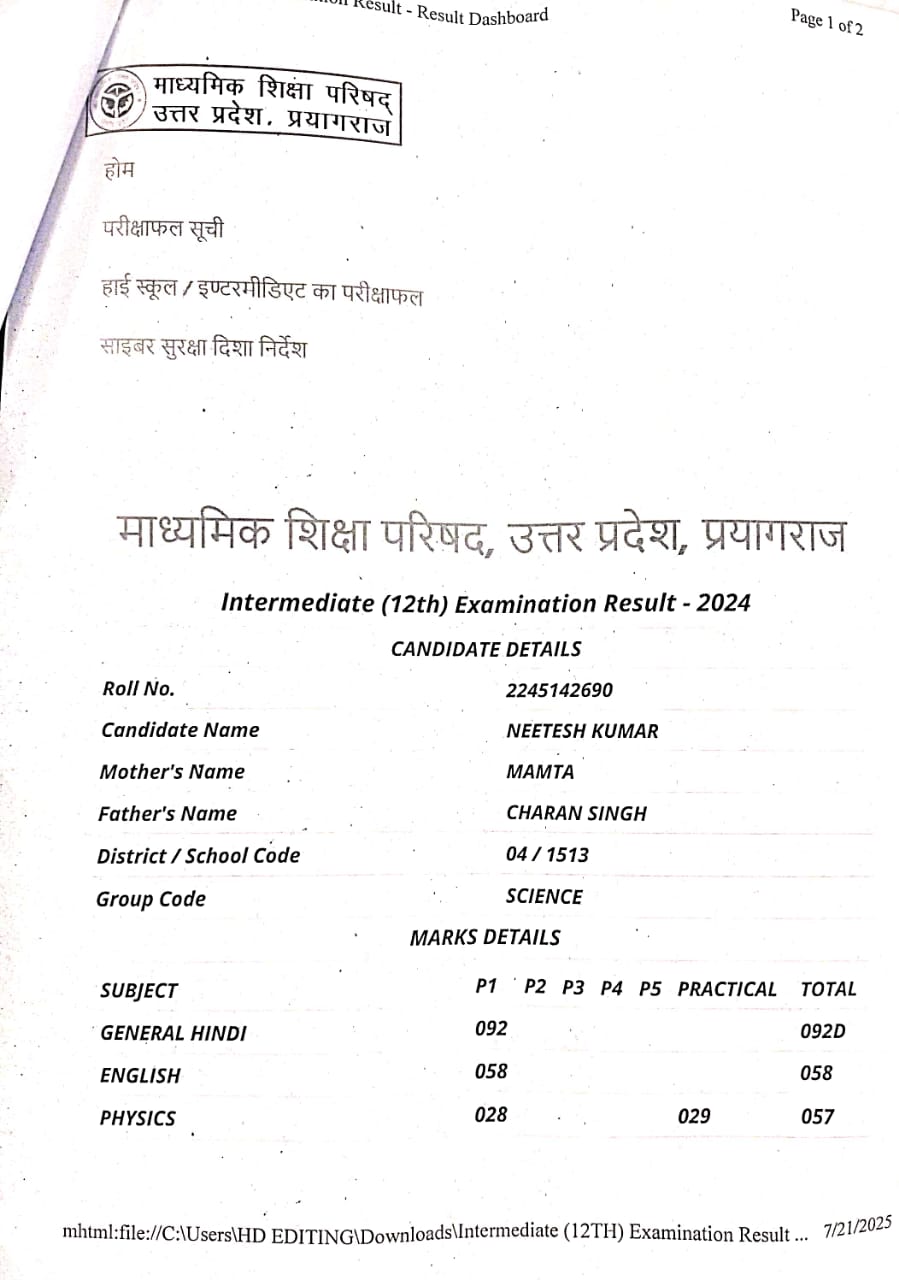 Result - Result Dashboard
Page 1 of 2
माध्यमिक शिक्षा परिषद्
उत्तर प्रदेश, प्रयागराज
होम
परीक्षाफल सूची
हाई स्कूल / इण्टरमीडिएट का परीक्षाफल
साइबर सुरक्षा दिशा निर्देश
माध्यमिक शिक्षा परिषद, उत्तर प्रदेश, प्रयागराज
Intermediate (12th) Examination Result - 2024
CANDIDATE DETAILS
Roll No. 2245142690
Candidate Name NEETESH KUMAR
Mother's Name MAMTA
Father's Name CHARAN SINGH
District / School Code 04 / 1513
Group Code SCIENCE
MARKS DETAILS
SUBJECT P1 P2 P3 P4 P5 PRACTICAL TOTAL
GENERAL HINDI 092 092D
ENGLISH 058 058
PHYSICS 028 029 057
mhtml:file://C:\Users\HD EDITING\Downloads\Intermediate (12TH) Examination Result ... 7/21/2025